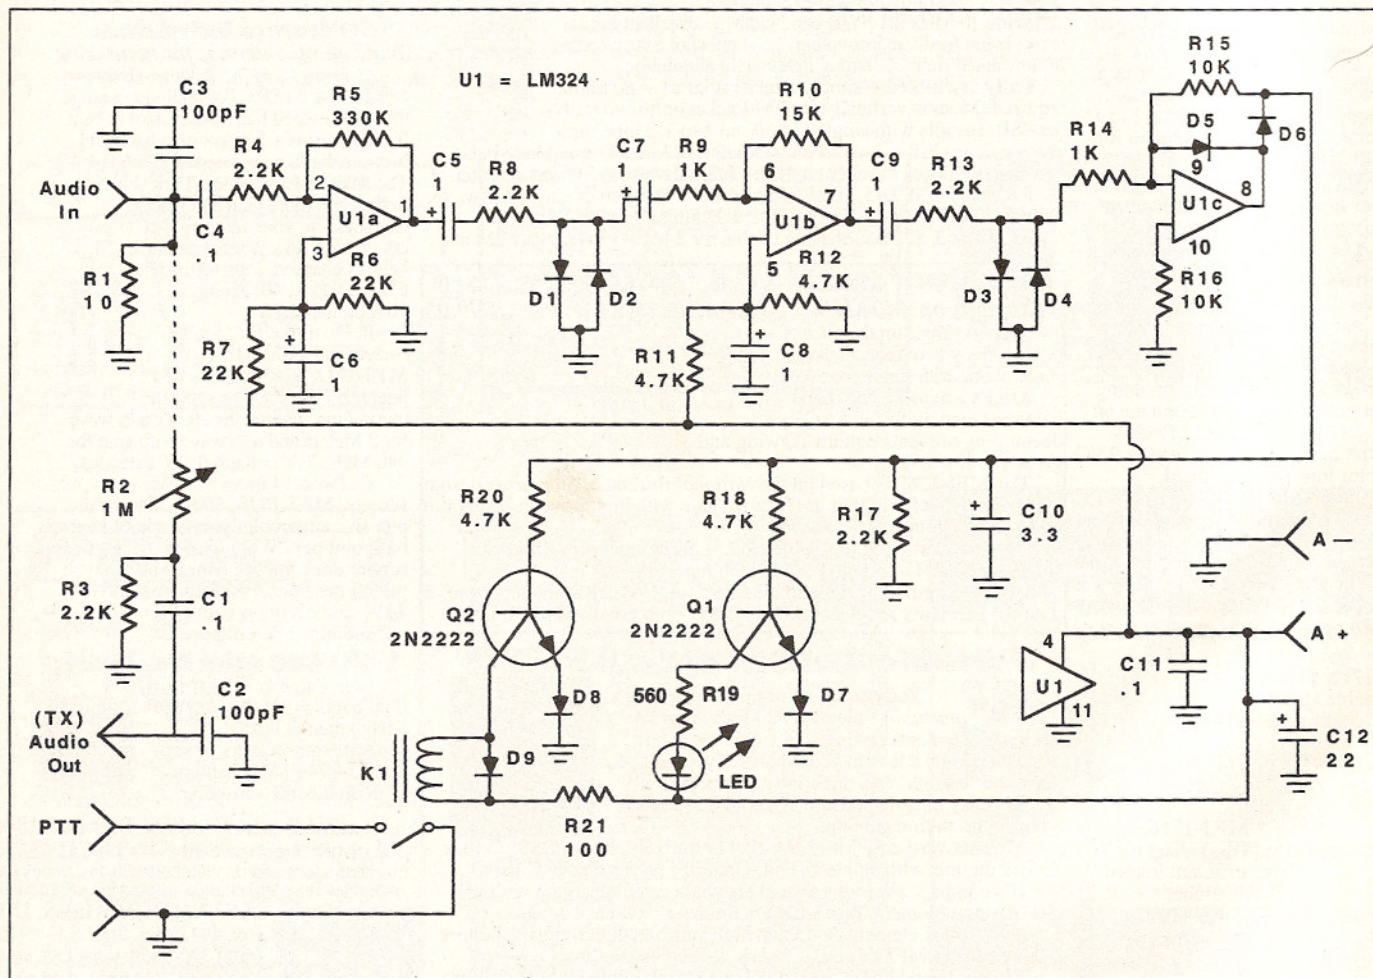 U1 = LM324
C3
100pF
R5
330K
R4
2.2K
Audio
In
C4
.1
2
3
1
U1a
C5
1
R8
2.2K
C7
1
R9
1K
R10
15K
6
5
7
U1b
C9
1
R13
2.2K
R14
1K
R15
10K
D5
D6
9
8
U1c
10
R16
10K
R1
10
R6
22K
R7
22K
C6
1
D1
D2
R12
4.7K
R11
4.7K
C8
1
D3
D4
R2
1M
R20
4.7K
R18
4.7K
R17
2.2K
C10
3.3
A —
R3
2.2K
C1
.1
Q2
2N2222
Q1
2N2222
A +
4
U1
11
C11
.1
C12
22
C2
100pF
(TX)
Audio
Out
D8
560
R19
D7
K1
D9
LED
R21
100
PTT